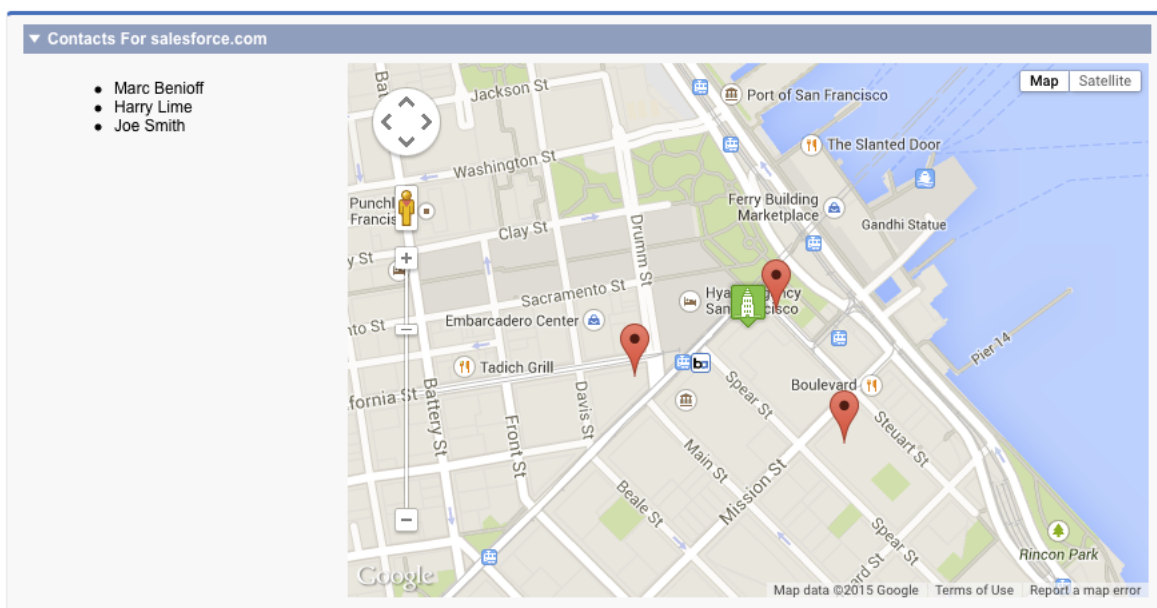 Contacts For salesforce.com
Marc Benioff
Harry Lime
Joe Smith
Map
Satellite
Jackson St
Port of San Francisco
The Slanted Door
Washington St
Ferry Building
Marketplace
Gandhi Statue
Clay St
Drumm St
Sacramento St
Embarcadero Center
Tadich Grill
Pier 14
Boulevard
Battery St
Front St
Davis St
Spear St
Steuart St
Main St
Mission St
Beale St
Spear St
Rincon Park
Google
Map data ©2015 Google
Terms of Use
Report a map error